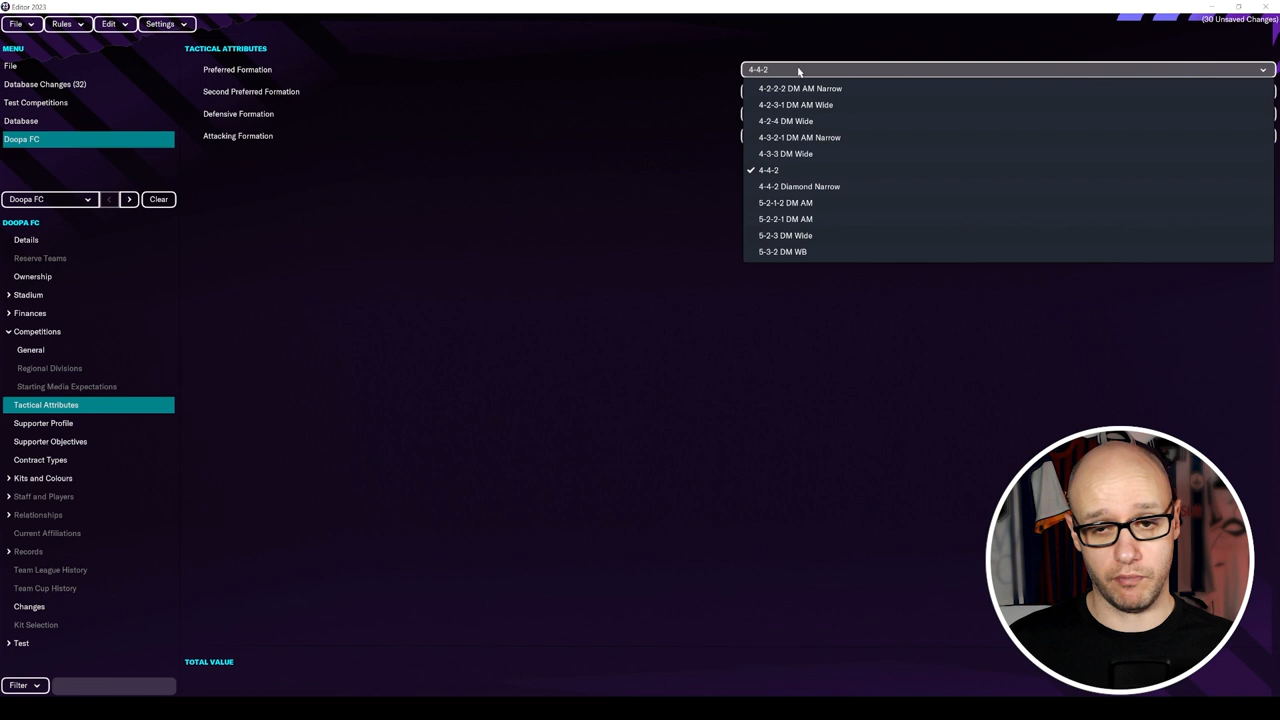 Editor 2023
File
Rules
Edit
Settings
(30 Unsaved Changes)
MENU
File
Database Changes (32)
Test Competitions
Database
Doopa FC
Doopa FC
Clear
DOOPA FC
Details
Reserve Teams
Ownership
Stadium
Finances
Competitions
General
Regional Divisions
Starting Media Expectations
Tactical Attributes
Supporter Profile
Supporter Objectives
Contract Types
Kits and Colours
Staff and Players
Relationships
Current Affiliations
Records
Team League History
Team Cup History
Changes
Kit Selection
Test
Filter
TACTICAL ATTRIBUTES
Preferred Formation
Second Preferred Formation
Defensive Formation
Attacking Formation
4-4-2
4-2-2-2 DM AM Narrow
4-2-3-1 DM AM Wide
4-2-4 DM Wide
4-3-2-1 DM AM Narrow
4-3-3 DM Wide
4-4-2
4-4-2 Diamond Narrow
5-2-1-2 DM AM
5-2-2-1 DM AM
5-2-3 DM Wide
5-3-2 DM WB
TOTAL VALUE